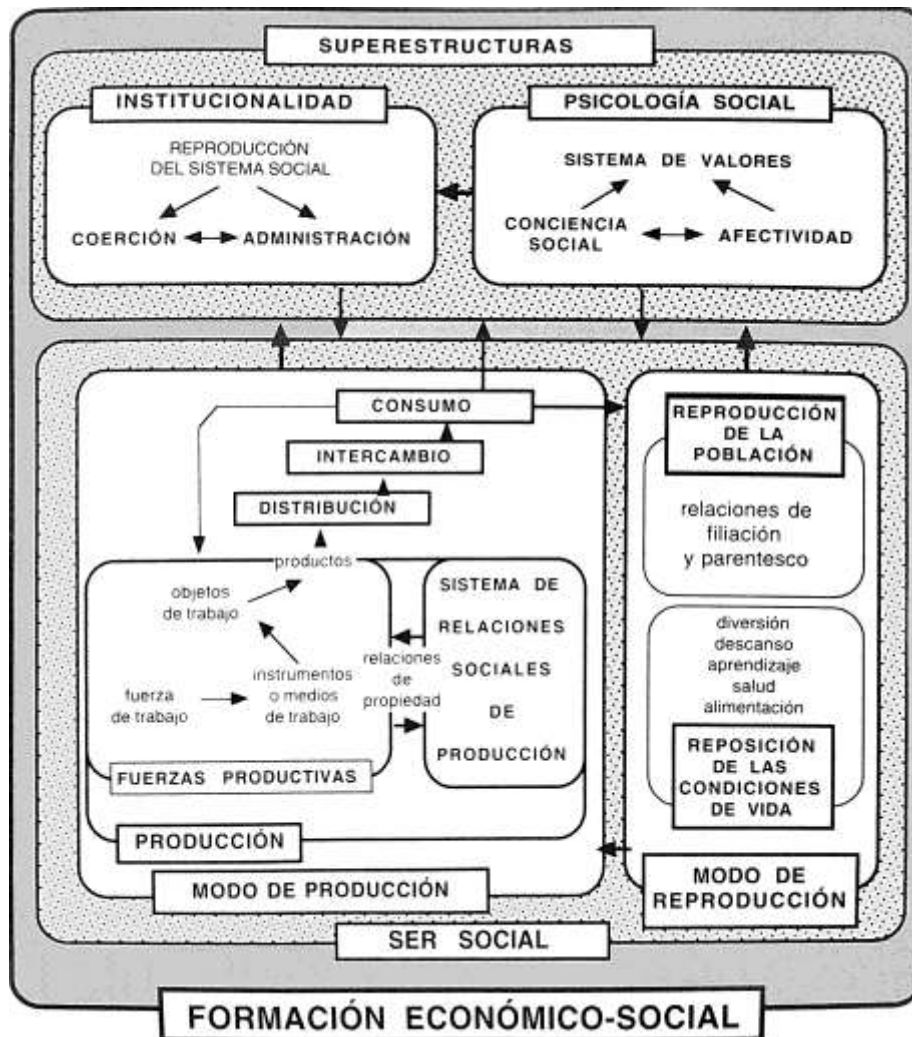 SUPERESTRUCTURAS
INSTITUCIONALIDAD
REPRODUCCIÓN
DEL SISTEMA SOCIAL
COERCIÓN
ADMINISTRACIÓN
PSICOLOGÍA SOCIAL
SISTEMA DE VALORES
CONCIENCIA
SOCIAL
AFECTIVIDAD
CONSUMO
INTERCAMBIO
DISTRIBUCIÓN
productos
objetos
de trabajo
instrumentos
o medios
de trabajo
fuerza
de trabajo
FUERZAS PRODUCTIVAS
relaciones
de
propiedad
SISTEMA DE
RELACIONES
SOCIALES
DE
PRODUCCIÓN
PRODUCCIÓN
MODO DE PRODUCCIÓN
REPRODUCCIÓN
DE LA
POBLACIÓN
relaciones de
filiación
y parentesco
diversión
descanso
aprendizaje
salud
alimentación
REPOSICIÓN
DE LAS
CONDICIONES
DE VIDA
MODO DE
REPRODUCCIÓN
SER SOCIAL
FORMACIÓN ECONÓMICO-SOCIAL